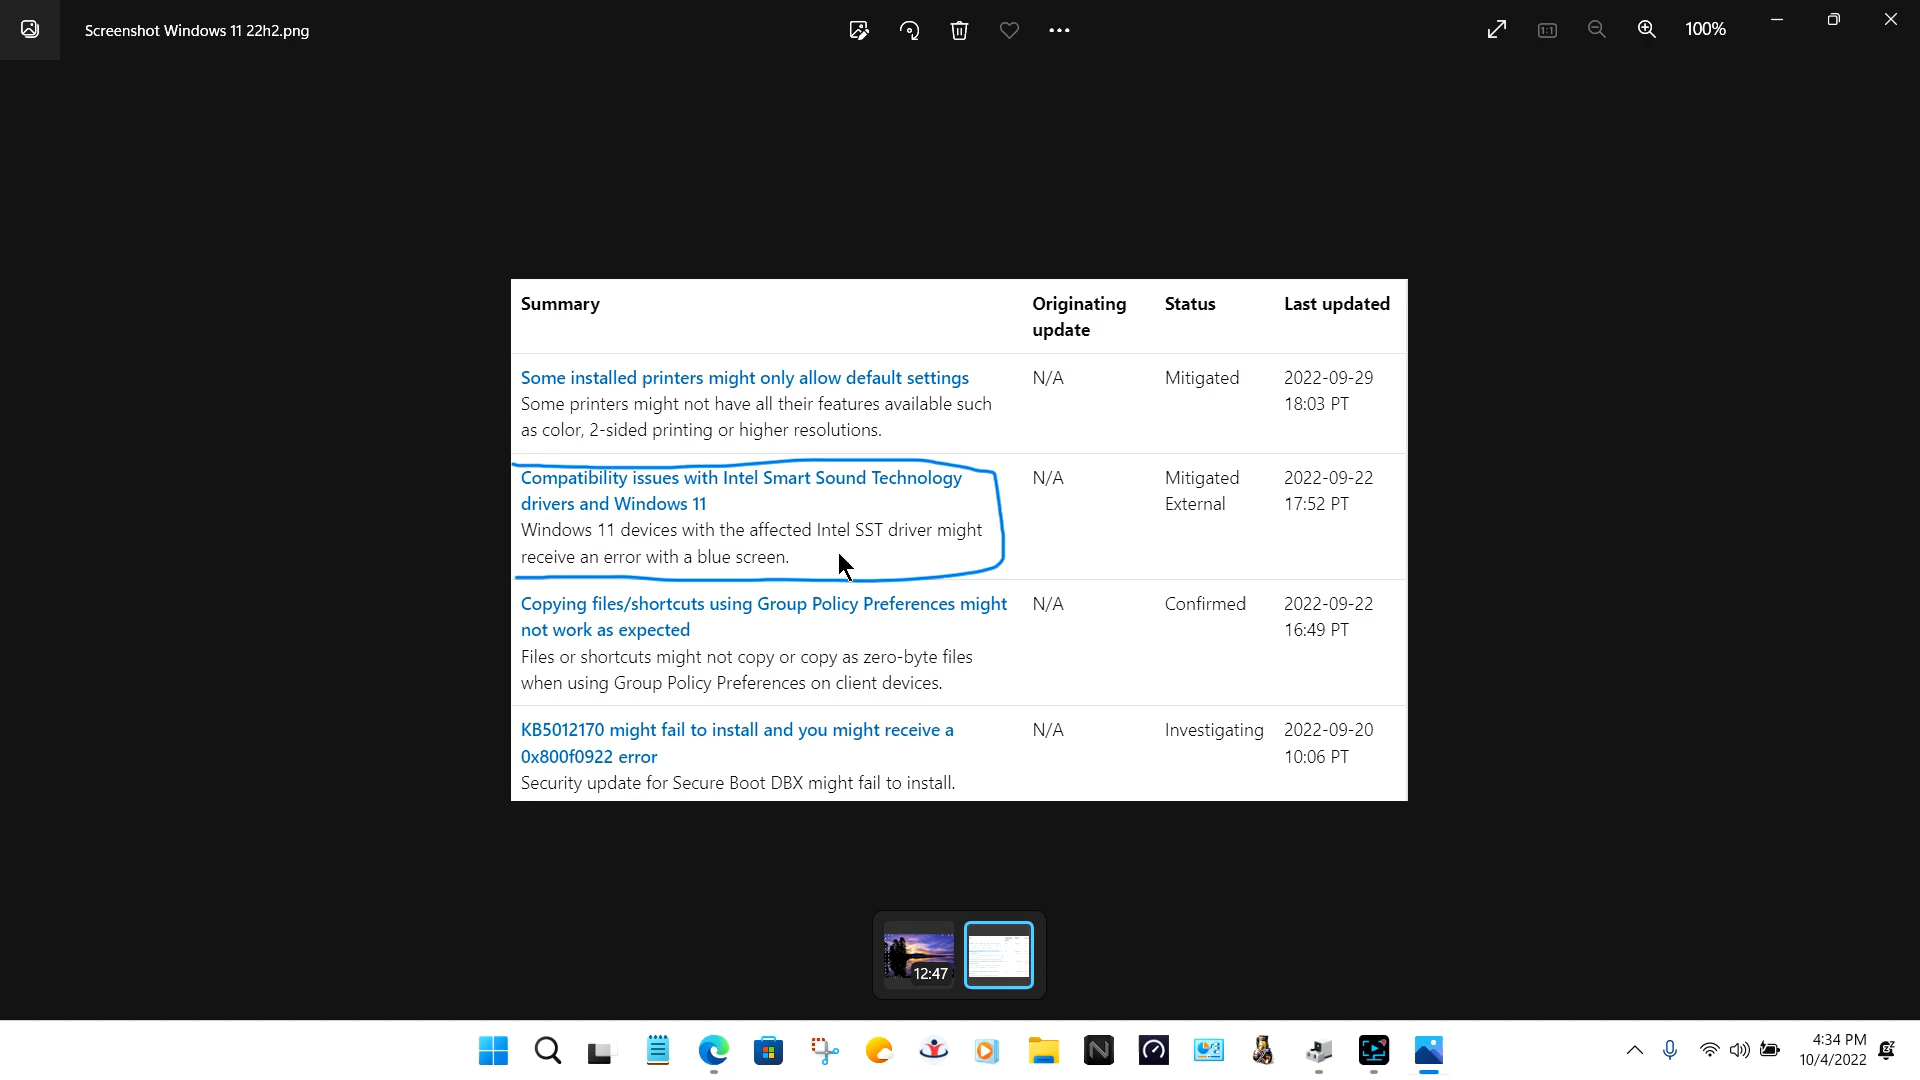 Screenshot Windows 11 22h2.png
1:1
100%
Summary
Originating update
Status
Last updated
Some installed printers might only allow default settings
Some printers might not have all their features available such
as color, 2-sided printing or higher resolutions.
N/A
Mitigated
2022-09-29
18:03 PT
Compatibility issues with Intel Smart Sound Technology
drivers and Windows 11
Windows 11 devices with the affected Intel SST driver might
receive an error with a blue screen.
N/A
Mitigated
External
2022-09-22
17:52 PT
Copying files/shortcuts using Group Policy Preferences might
not work as expected
Files or shortcuts might not copy or copy as zero-byte files
when using Group Policy Preferences on client devices.
N/A
Confirmed
2022-09-22
16:49 PT
KB5012170 might fail to install and you might receive a
0x800f0922 error
Security update for Secure Boot DBX might fail to install.
N/A
Investigating
2022-09-20
10:06 PT
12:47
4:34 PM
10/4/2022